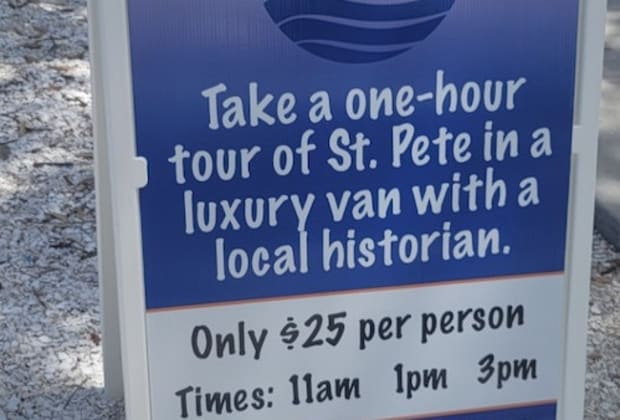 Take a one-hour
tour of St. Pete in a
luxury van with a
local historian.
Only $25 per person
Times: 11am 1pm 3pm